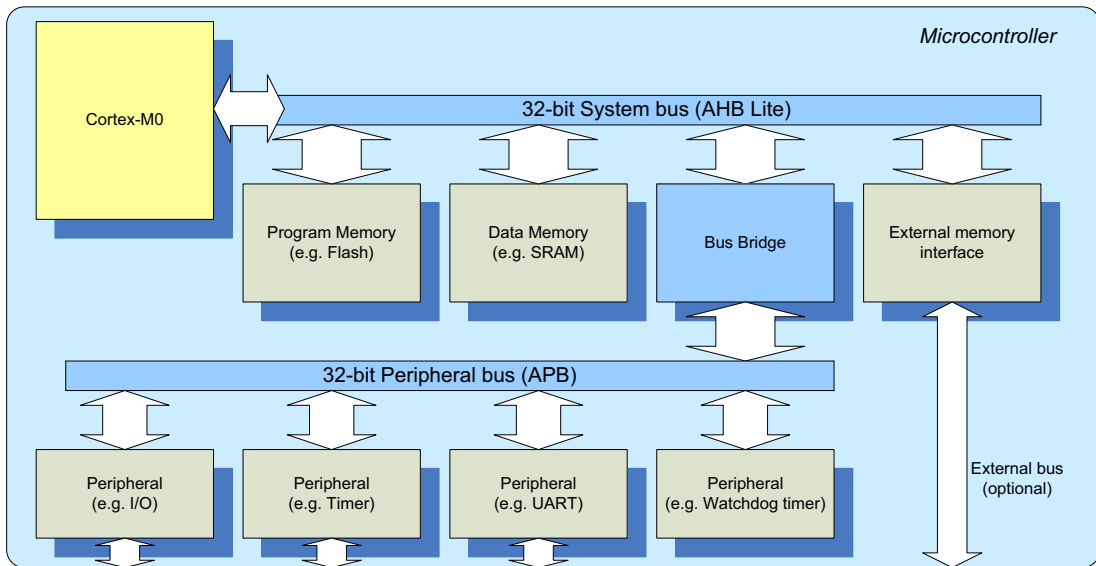 Microcontroller
Cortex-M0
32-bit System bus (AHB Lite)
Program Memory
(e.g. Flash)
Data Memory
(e.g. SRAM)
Bus Bridge
External memory
interface
32-bit Peripheral bus (APB)
Peripheral
(e.g. I/O)
Peripheral
(e.g. Timer)
Peripheral
(e.g. UART)
Peripheral
(e.g. Watchdog timer)
External bus
(optional)